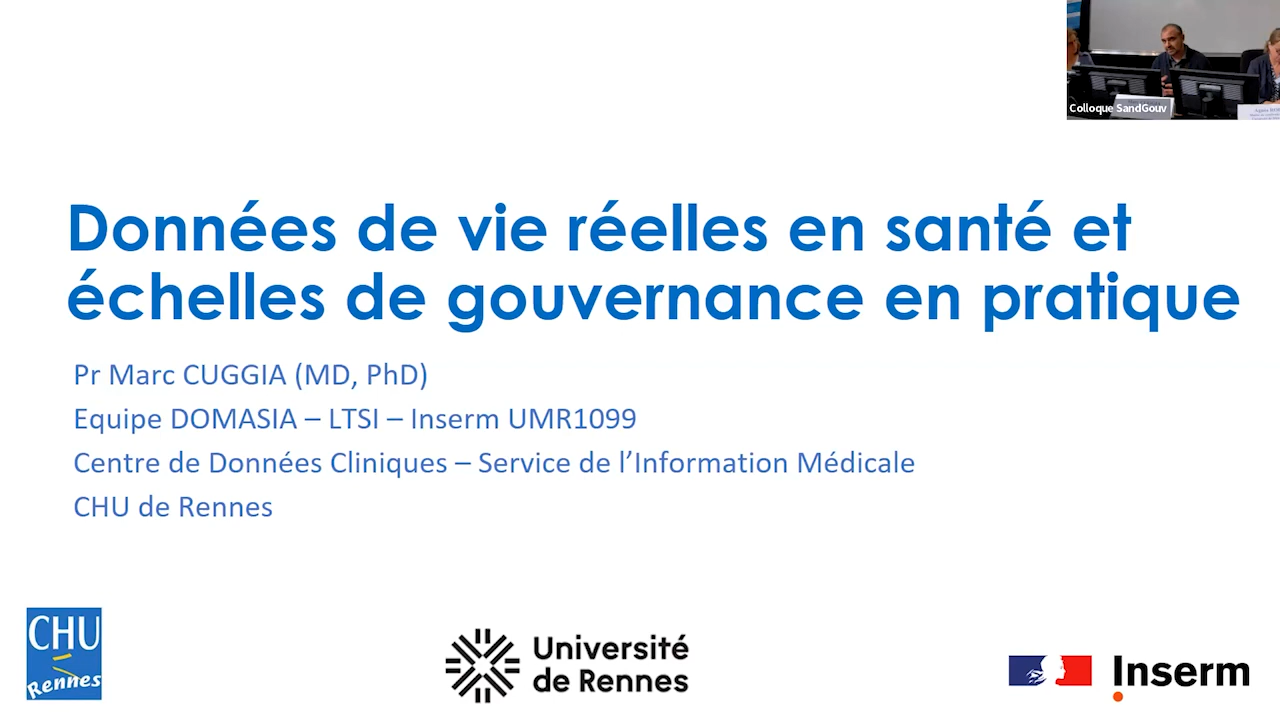 Colloque SandGouv
Données de vie réelles en santé et
échelles de gouvernance en pratique
Pr Marc CUGGIA (MD, PhD)
Equipe DOMASIA – LTSI – Inserm UMR1099
Centre de Données Cliniques – Service de l’Information Médicale
CHU de Rennes
CHU
Rennes
Université
de Rennes
Inserm